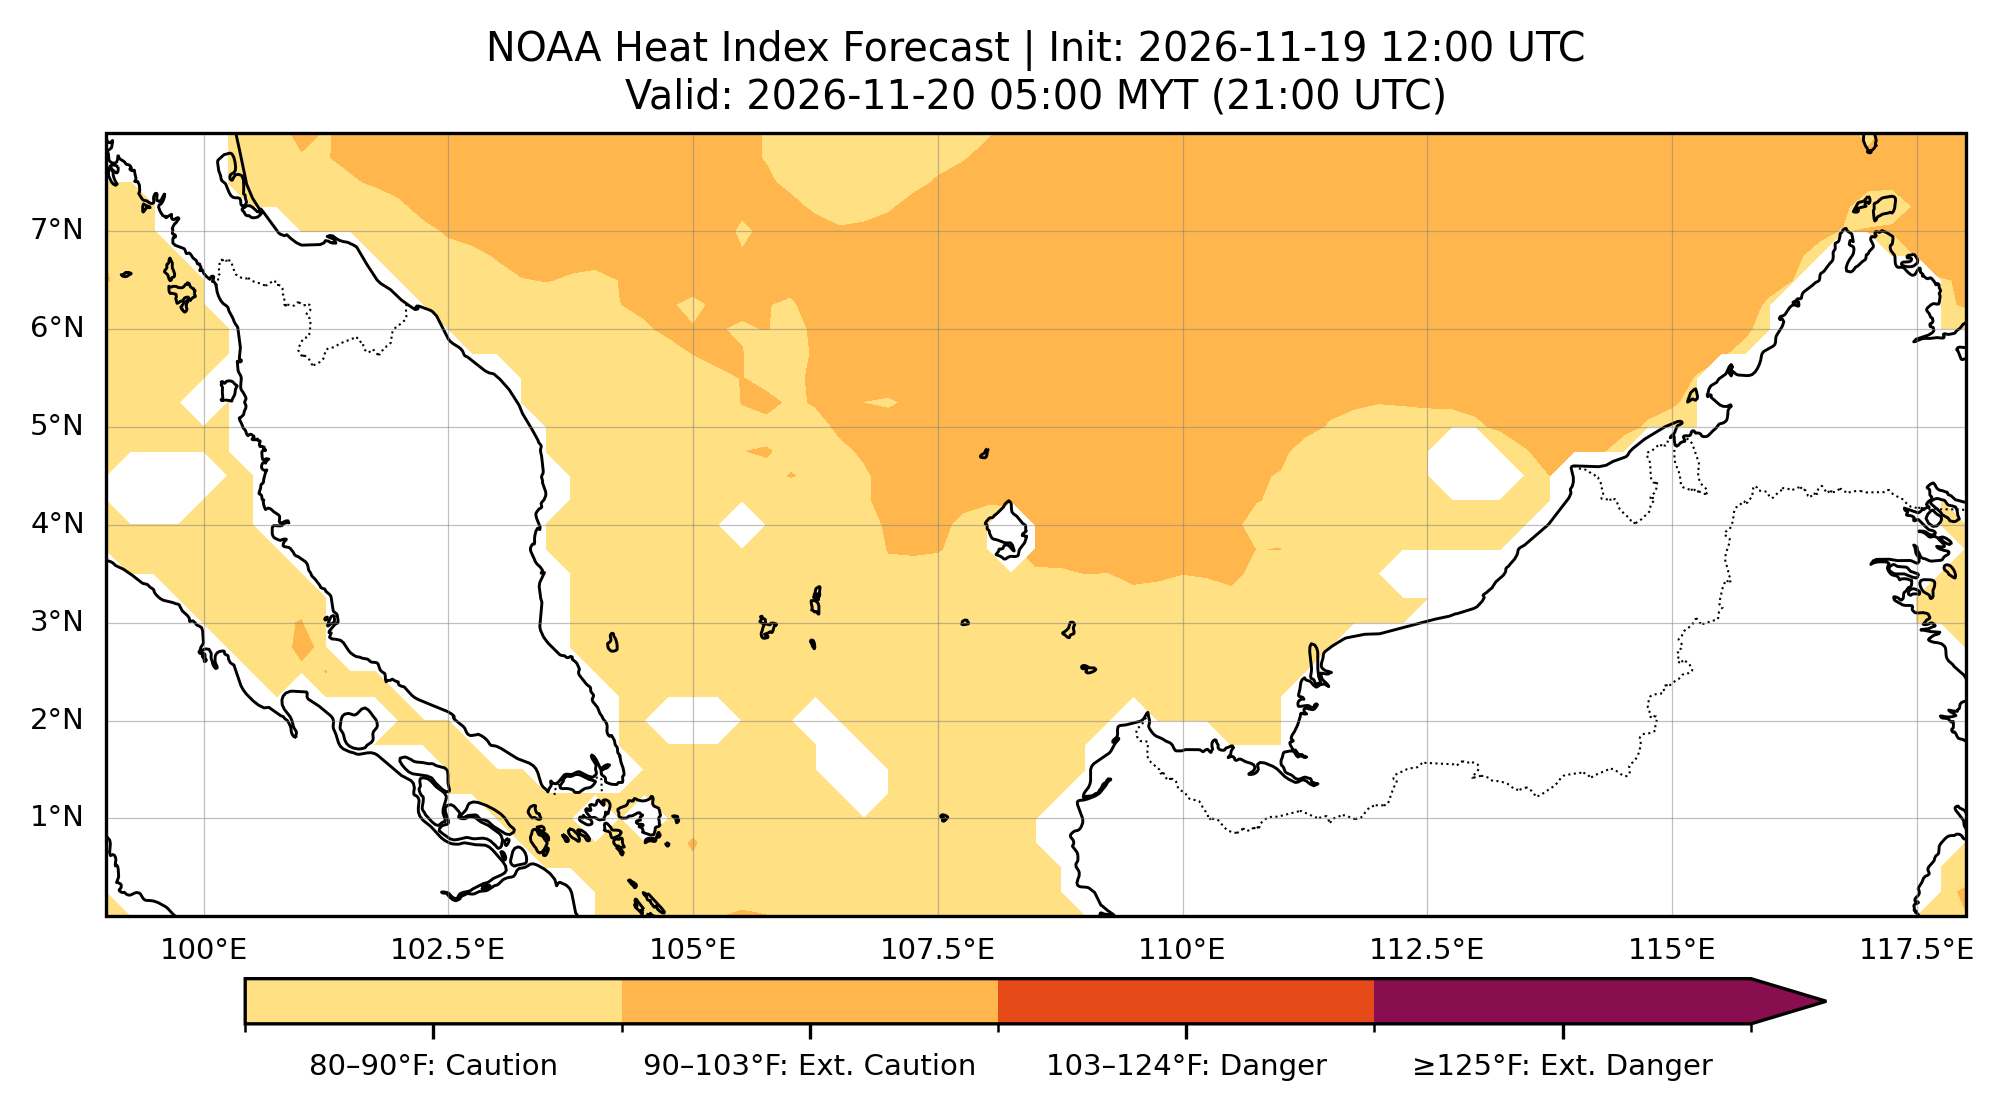 NOAA Heat Index Forecast | Init: 2026-11-19 12:00 UTC
Valid: 2026-11-20 05:00 MYT (21:00 UTC)
7°N
6°N
5°N
4°N
3°N
2°N
1°N
100°E 102.5°E 105°E 107.5°E 110°E 112.5°E 115°E 117.5°E
80–90°F: Caution 90–103°F: Ext. Caution 103–124°F: Danger ≥125°F: Ext. Danger